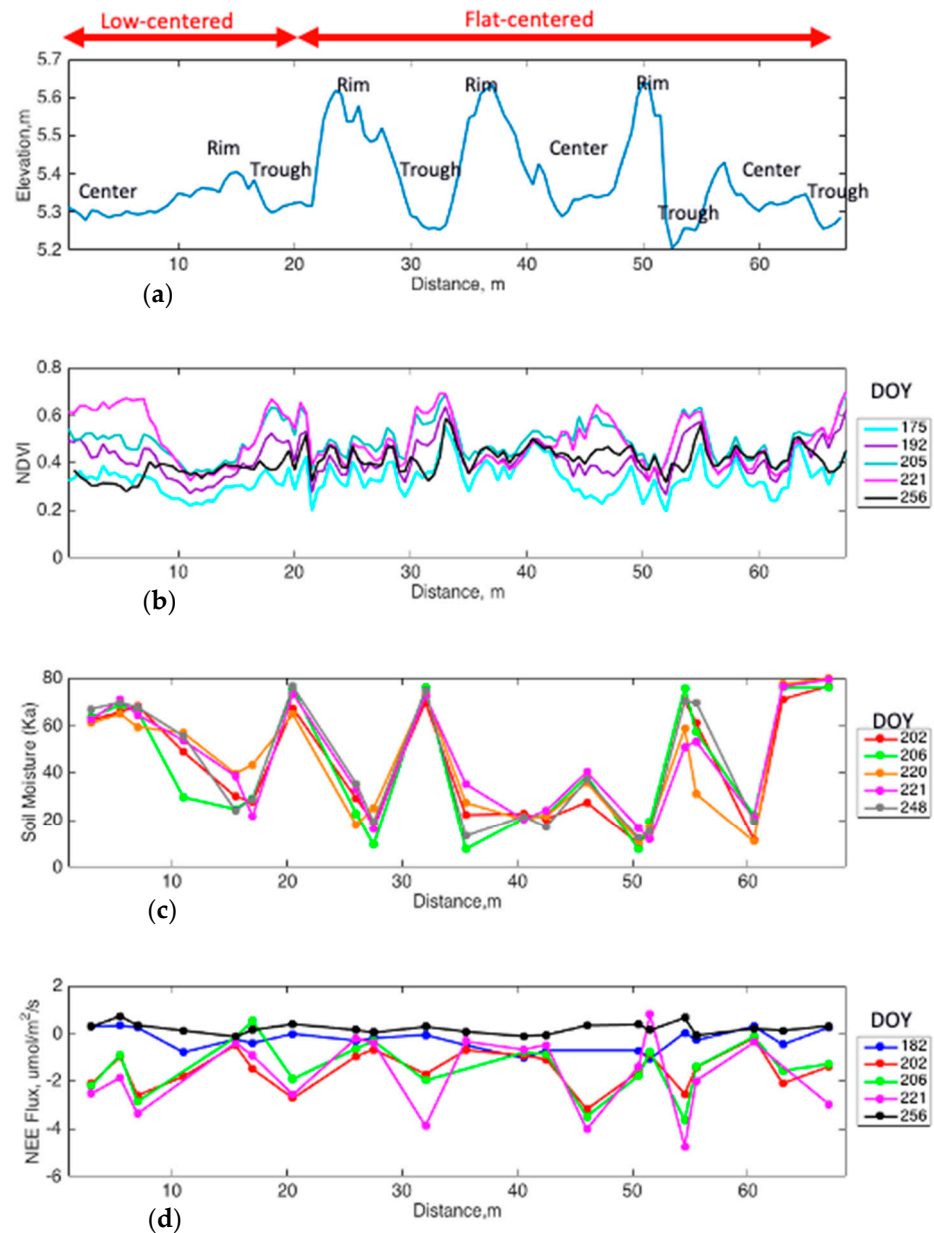 Low-centered Flat-centered
5.7
5.6
5.5
5.4
5.3
5.2
Elevation,m
Rim Rim Rim
Rim Trough Trough Center
Center Trough Center Trough
10 20 30 40 50 60
Distance, m
(a)
0.8
0.6
0.4
0.2
0
NDVI
10 20 30 40 50 60
Distance, m
DOY
175
192
205
221
256
(b)
80
60
40
20
0
Soil Moisture (Ka)
10 20 30 40 50 60
Distance,m
DOY
202
206
220
221
248
(c)
2
0
-2
-4
-6
NEE Flux, umol/m²/s
10 20 30 40 50 60
Distance,m
DOY
182
202
206
221
256
(d)